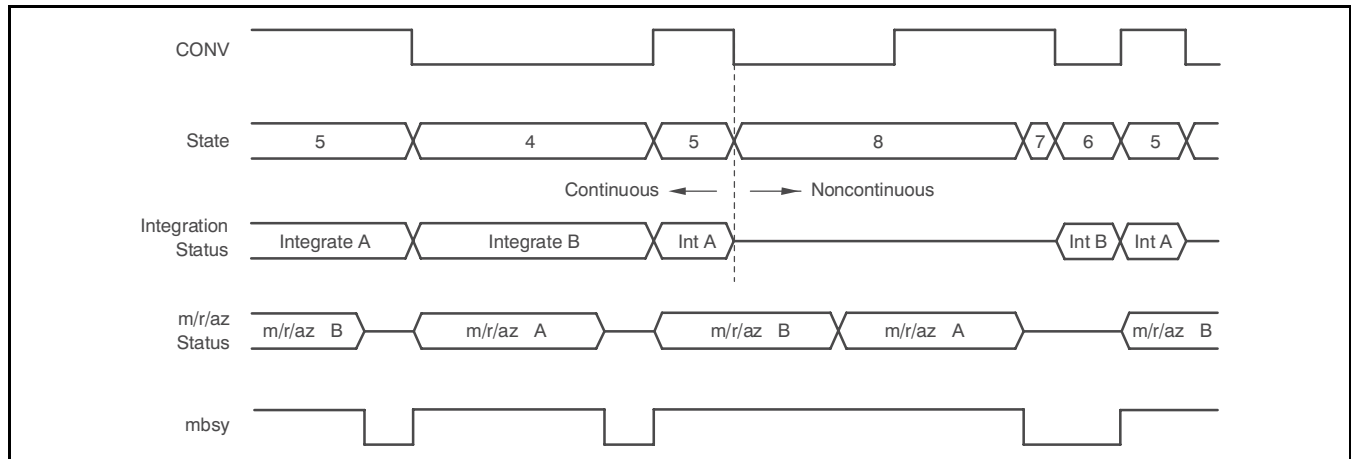 CONV
State
5
4
5
8
7
6
5
Continuous
Noncontinuous
Integration
Status
Integrate A
Integrate B
Int A
Int B
Int A
m/r/az
Status
m/r/az B
m/r/az A
m/r/az B
m/r/az A
m/r/az B
mbsy